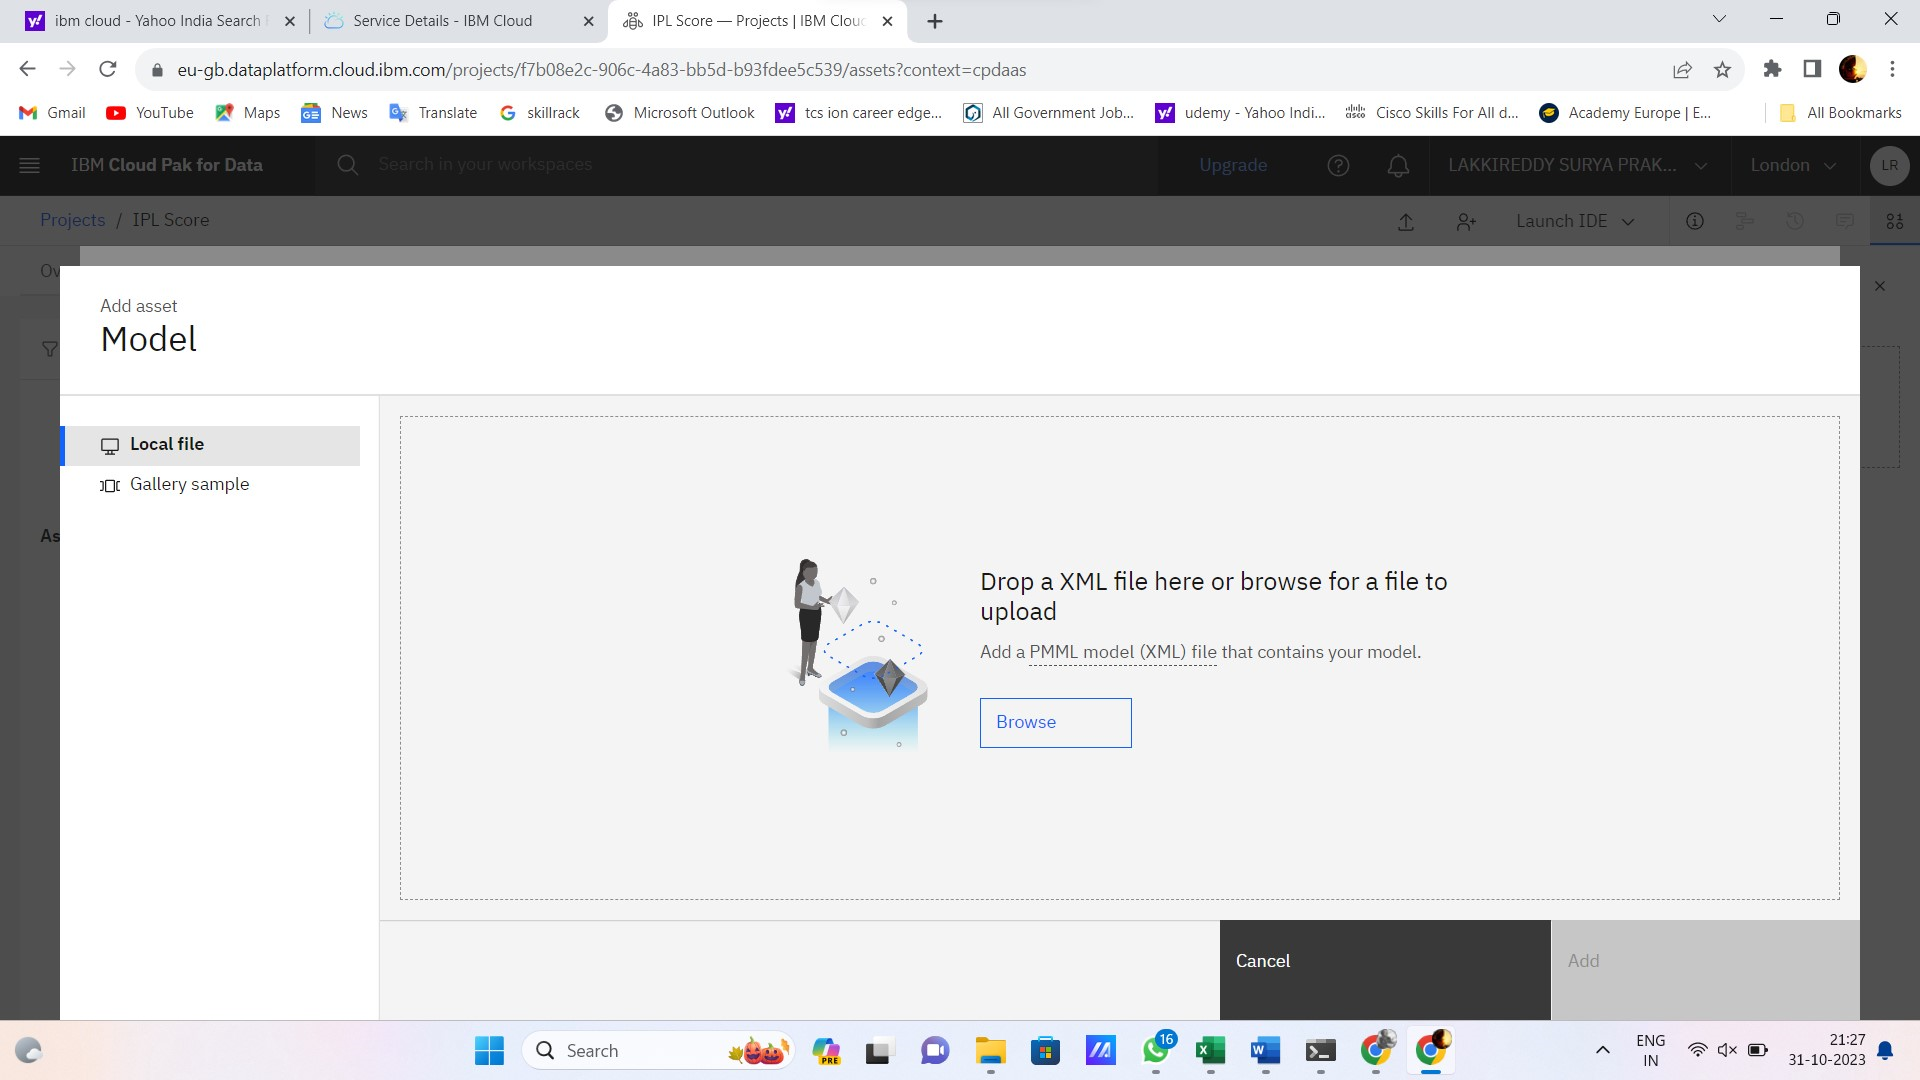 ibm cloud - Yahoo India Search
Service Details - IBM Cloud
IPL Score — Projects | IBM Clou
eu-gb.dataplatform.cloud.ibm.com/projects/f7b08e2c-906c-4a83-bb5d-b93fdee5c539/assets?context=cpdaas
Gmail YouTube Maps News Translate skillrack Microsoft Outlook tcs ion career edge... All Government Job... udemy - Yahoo Indi... Cisco Skills For All d... Academy Europe | E... All Bookmarks
IBM Cloud Pak for Data Search in your workspaces Upgrade LAKKIREDDY SURYA PRAK... London LR
Projects / IPL Score Launch IDE
Ov
Add asset
Model
Local file
Gallery sample
As
Drop a XML file here or browse for a file to
upload
Add a PMML model (XML) file that contains your model.
Browse
Cancel
Add
Search
PRE
16
ENG
IN
21:27
31-10-2023